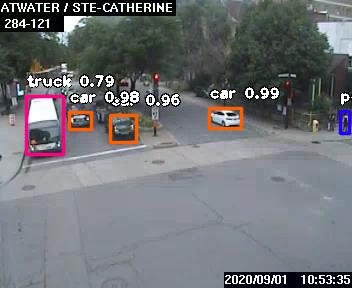 ATWATER / STE-CATHERINE
284-121
truck 0.79
car 0.98
car 0.96
car 0.99
p
2020/09/01 10:53:35